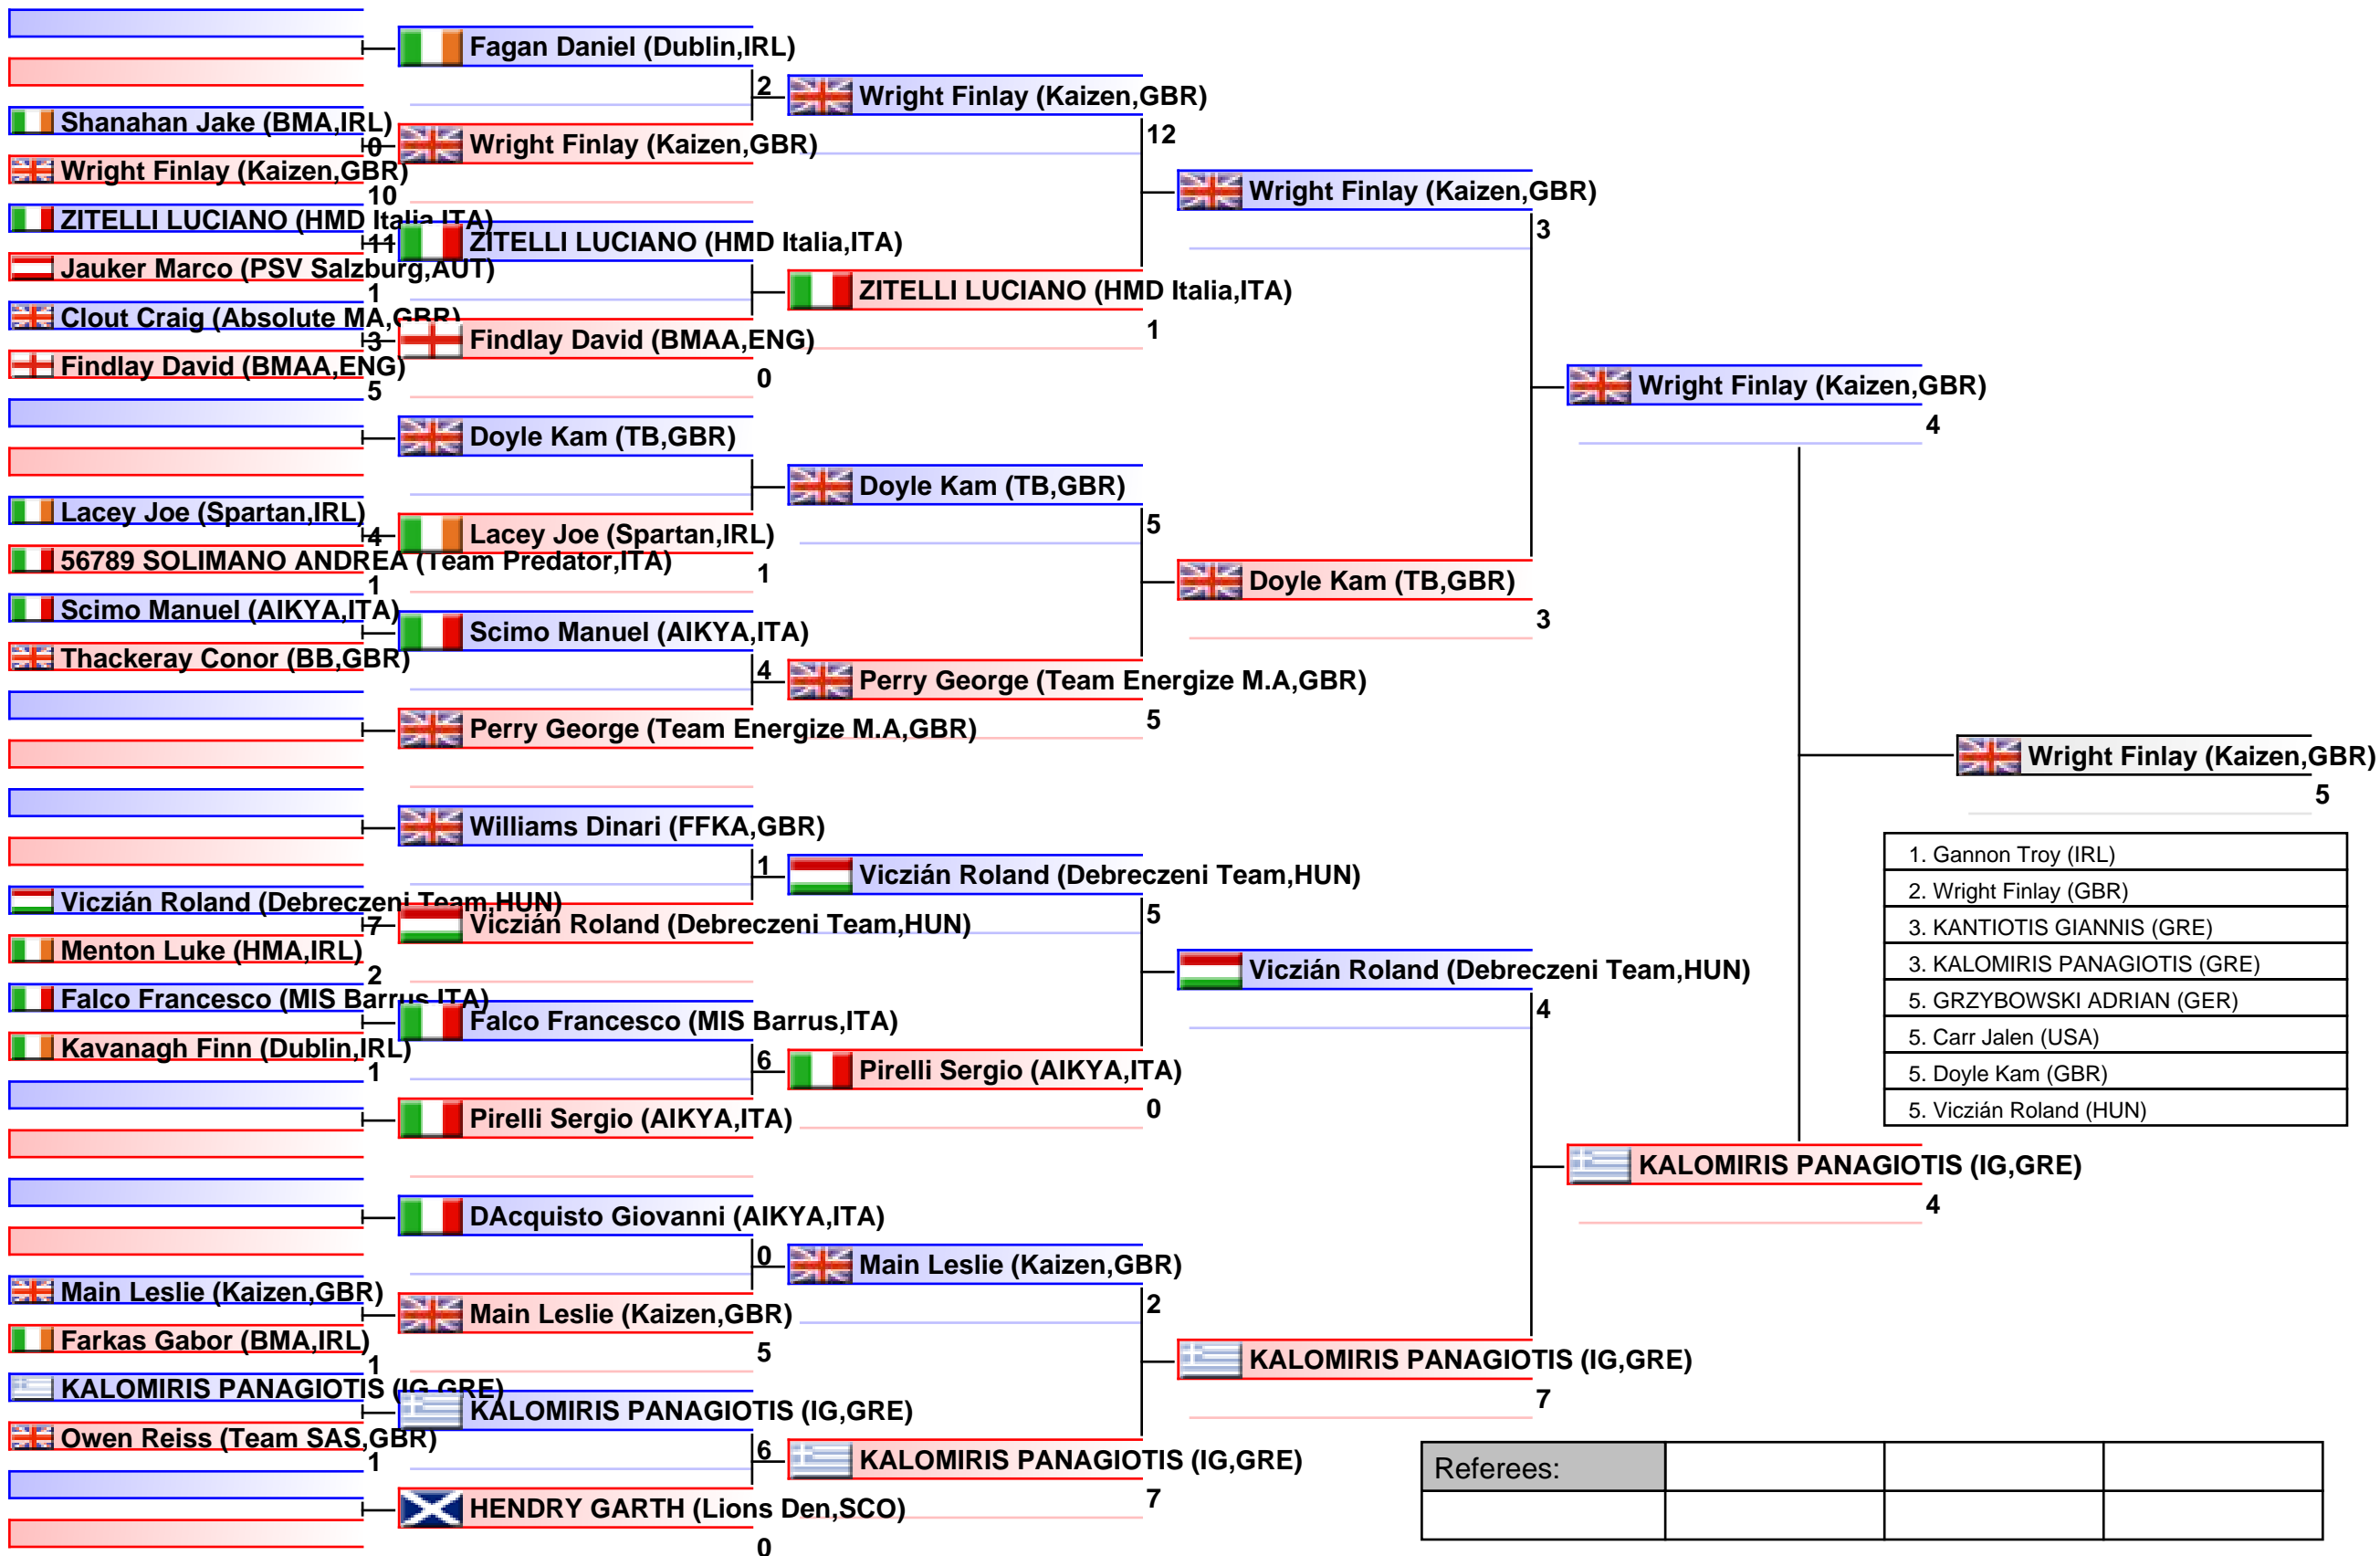 Fagan Daniel (Dublin,IRL)
2
Wright Finlay (Kaizen,GBR)
12
Shanahan Jake (BMA,IRL)
0
Wright Finlay (Kaizen,GBR)
Wright Finlay (Kaizen,GBR)
10
Wright Finlay (Kaizen,GBR)
3
ZITELLI LUCIANO (HMD Italia,ITA)
11
ZITELLI LUCIANO (HMD Italia,ITA)
Jauker Marco (PSV Salzburg,AUT)
1
ZITELLI LUCIANO (HMD Italia,ITA)
1
Clout Craig (Absolute MA,GBR)
3
Findlay David (BMAA,ENG)
0
Findlay David (BMAA,ENG)
5
Wright Finlay (Kaizen,GBR)
4
Doyle Kam (TB,GBR)
Doyle Kam (TB,GBR)
5
Lacey Joe (Spartan,IRL)
4
Lacey Joe (Spartan,IRL)
1
56789 SOLIMANO ANDREA (Team Predator,ITA)
1
Doyle Kam (TB,GBR)
3
Scimo Manuel (AIKYA,ITA)
Scimo Manuel (AIKYA,ITA)
4
Thackeray Conor (BB,GBR)
Perry George (Team Energize M.A,GBR)
5
Perry George (Team Energize M.A,GBR)
Wright Finlay (Kaizen,GBR)
5
Williams Dinari (FFKA,GBR)
1
Viczián Roland (Debreczeni Team,HUN)
5
Viczián Roland (Debreczeni Team,HUN)
7
Viczián Roland (Debreczeni Team,HUN)
Menton Luke (HMA,IRL)
2
Viczián Roland (Debreczeni Team,HUN)
4
Falco Francesco (MIS Barrus,ITA)
Falco Francesco (MIS Barrus,ITA)
6
Kavanagh Finn (Dublin,IRL)
1
Pirelli Sergio (AIKYA,ITA)
0
Pirelli Sergio (AIKYA,ITA)
1. Gannon Troy (IRL)
2. Wright Finlay (GBR)
3. KANTIOTIS GIANNIS (GRE)
3. KALOMIRIS PANAGIOTIS (GRE)
5. GRZYBOWSKI ADRIAN (GER)
5. Carr Jalen (USA)
5. Doyle Kam (GBR)
5. Viczián Roland (HUN)
KALOMIRIS PANAGIOTIS (IG,GRE)
4
DAcquisto Giovanni (AIKYA,ITA)
0
Main Leslie (Kaizen,GBR)
2
Main Leslie (Kaizen,GBR)
Main Leslie (Kaizen,GBR)
5
Farkas Gabor (BMA,IRL)
1
KALOMIRIS PANAGIOTIS (IG,GRE)
7
KALOMIRIS PANAGIOTIS (IG,GRE)
KALOMIRIS PANAGIOTIS (IG,GRE)
6
Owen Reiss (Team SAS,GBR)
1
KALOMIRIS PANAGIOTIS (IG,GRE)
7
HENDRY GARTH (Lions Den,SCO)
0
Referees: